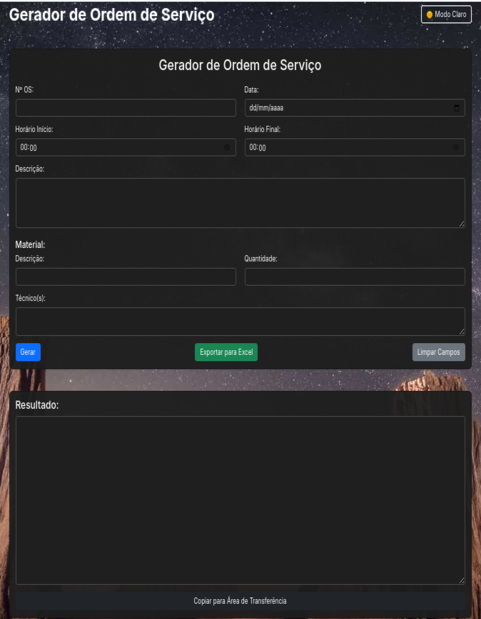 Gerador de Ordem de Serviço
Modo Claro
Gerador de Ordem de Serviço
Nº OS:
Data:
dd/mm/aaaa
Horário Início:
Horário Final:
00:00
00:00
Descrição:
Material:
Descrição:
Quantidade:
Técnico(s):
Gerar
Exportar para Excel
Limpar Campos
Resultado:
Copiar para Área de Transferência